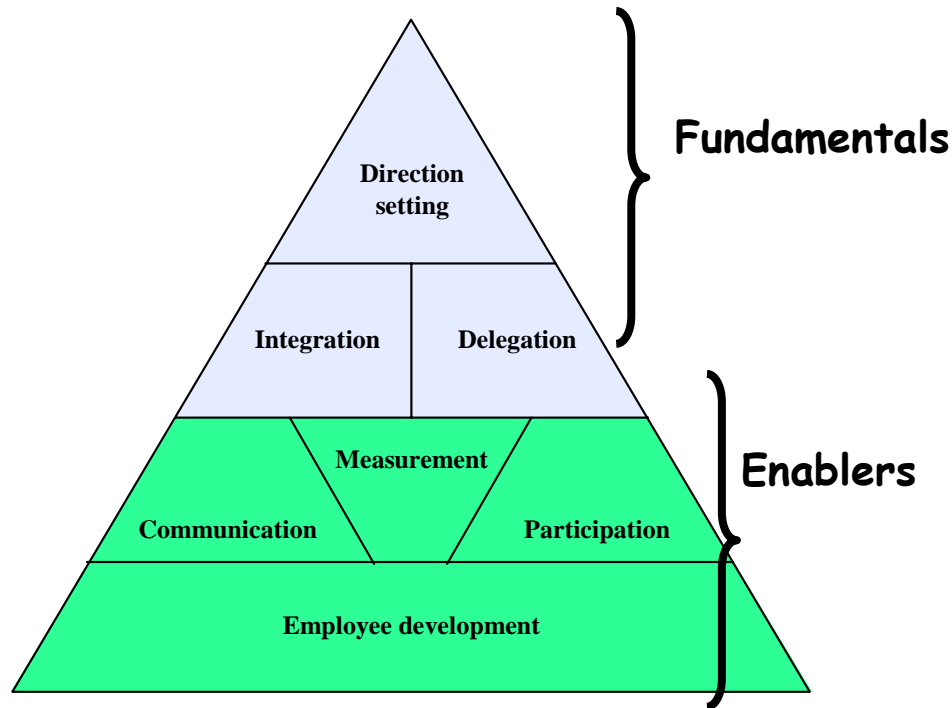 Fundamentals
Direction
setting
Integration
Delegation
Measurement
Enablers
Communication
Participation
Employee development